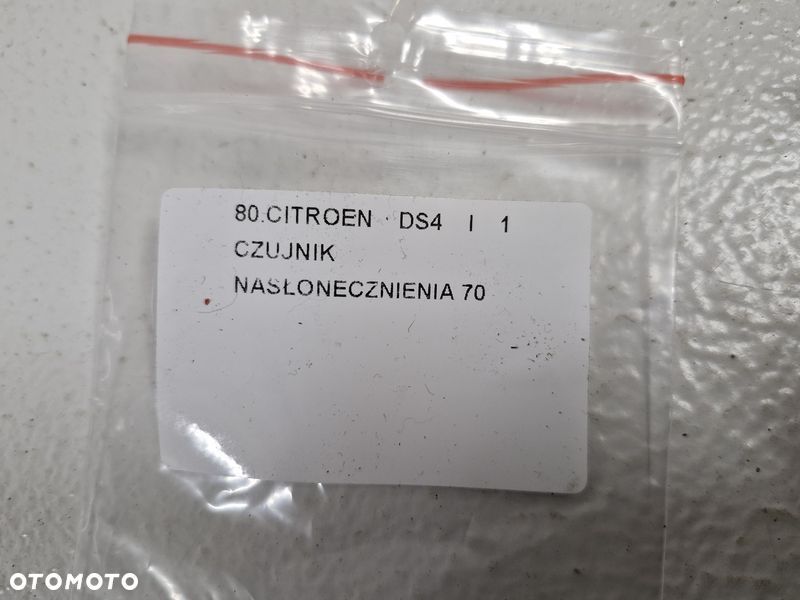 80.CITROEN DS4 I 1
CZUJNIK
NASŁONECZNIENIA 70
OTOMOTO